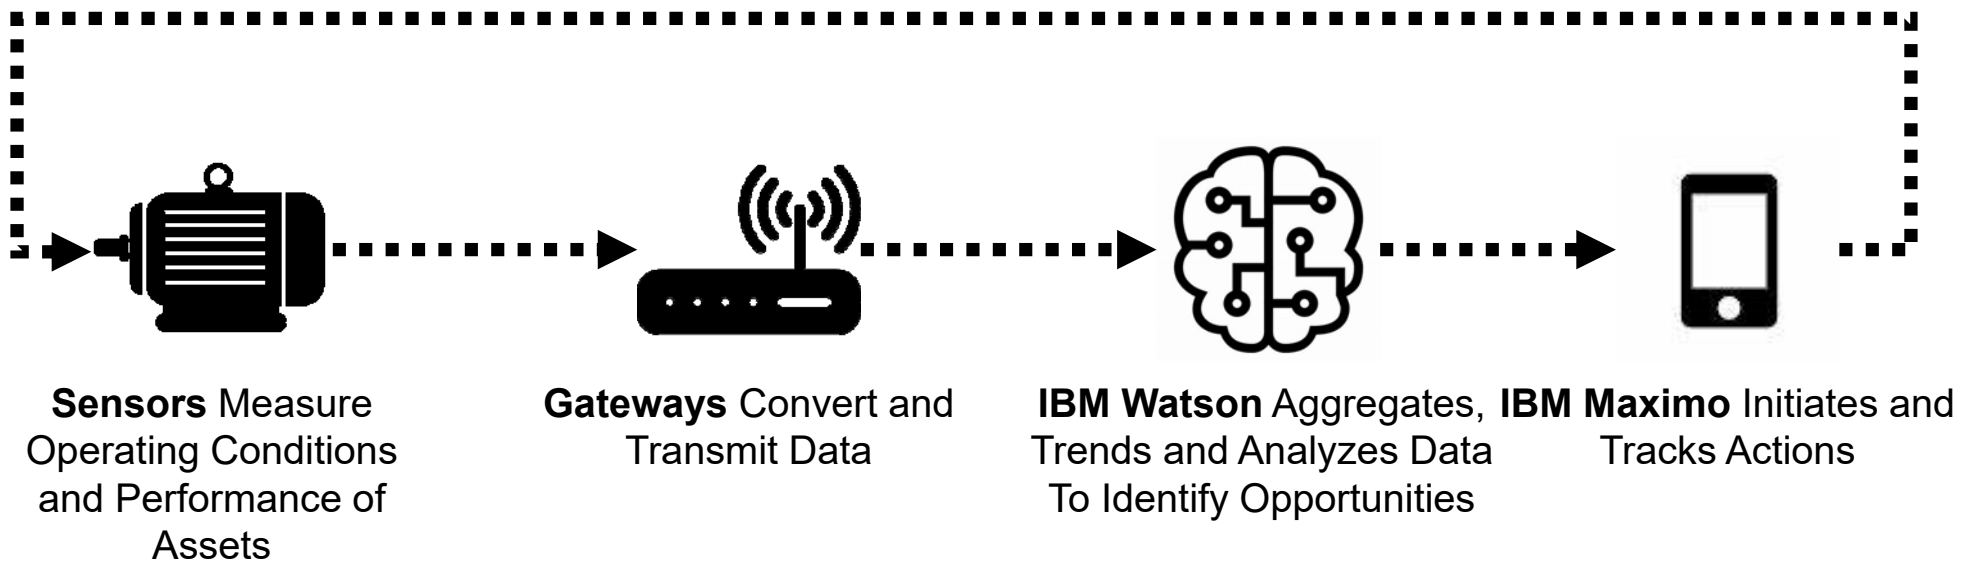 Sensors Measure
Operating Conditions
and Performance of
Assets
Gateways Convert and
Transmit Data
IBM Watson Aggregates,
Trends and Analyzes Data
To Identify Opportunities
IBM Maximo Initiates and
Tracks Actions